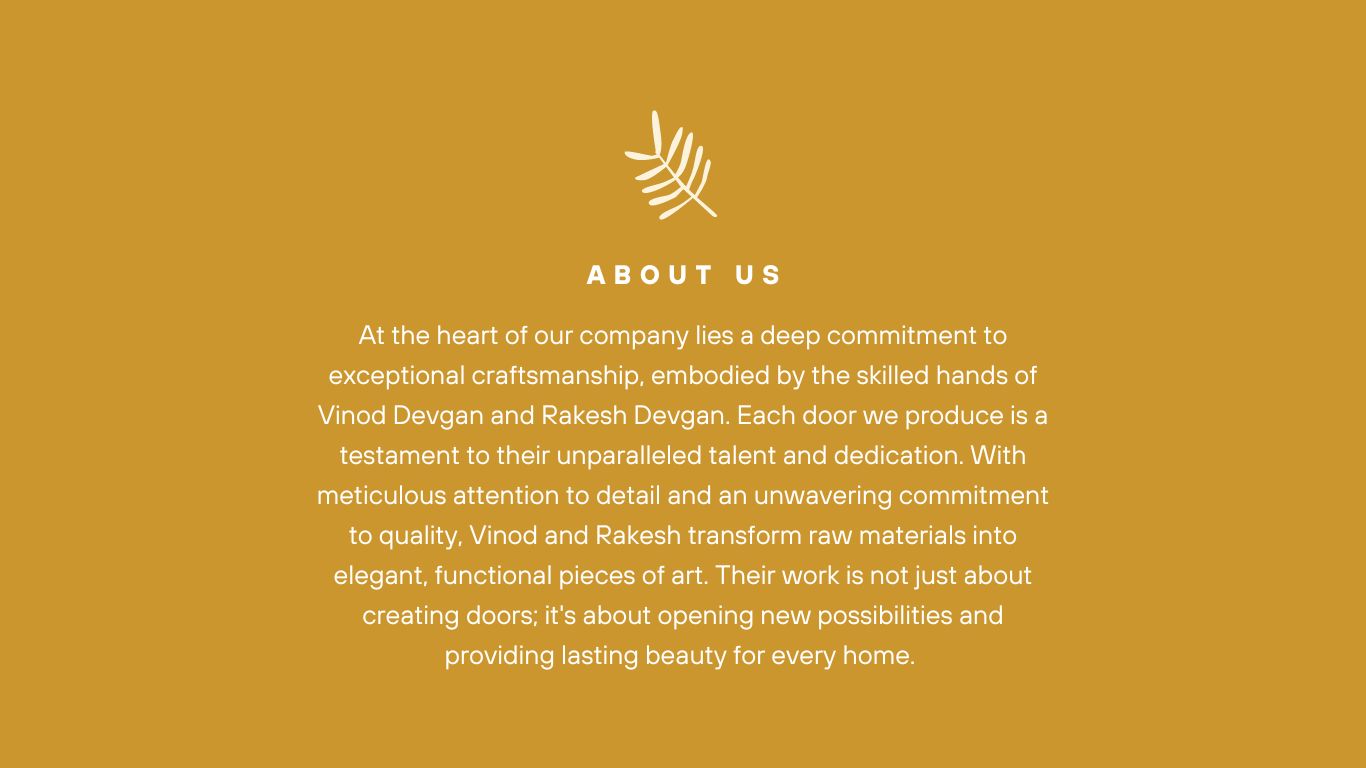 ABOUT US
At the heart of our company lies a deep commitment to
exceptional craftsmanship, embodied by the skilled hands of
Vinod Devgan and Rakesh Devgan. Each door we produce is a
testament to their unparalleled talent and dedication. With
meticulous attention to detail and an unwavering commitment
to quality, Vinod and Rakesh transform raw materials into
elegant, functional pieces of art. Their work is not just about
creating doors; it's about opening new possibilities and
providing lasting beauty for every home.